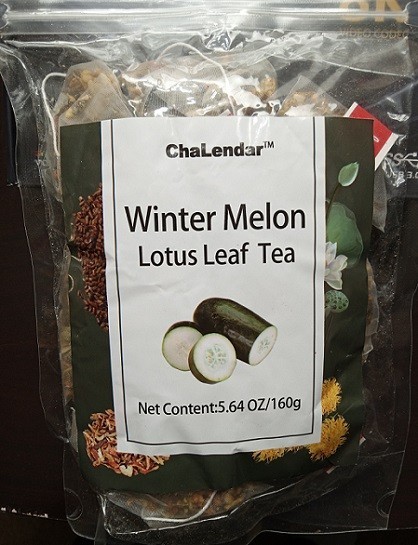 ChaLendar™
Winter Melon
Lotus Leaf Tea
Net Content:5.64 OZ/160g